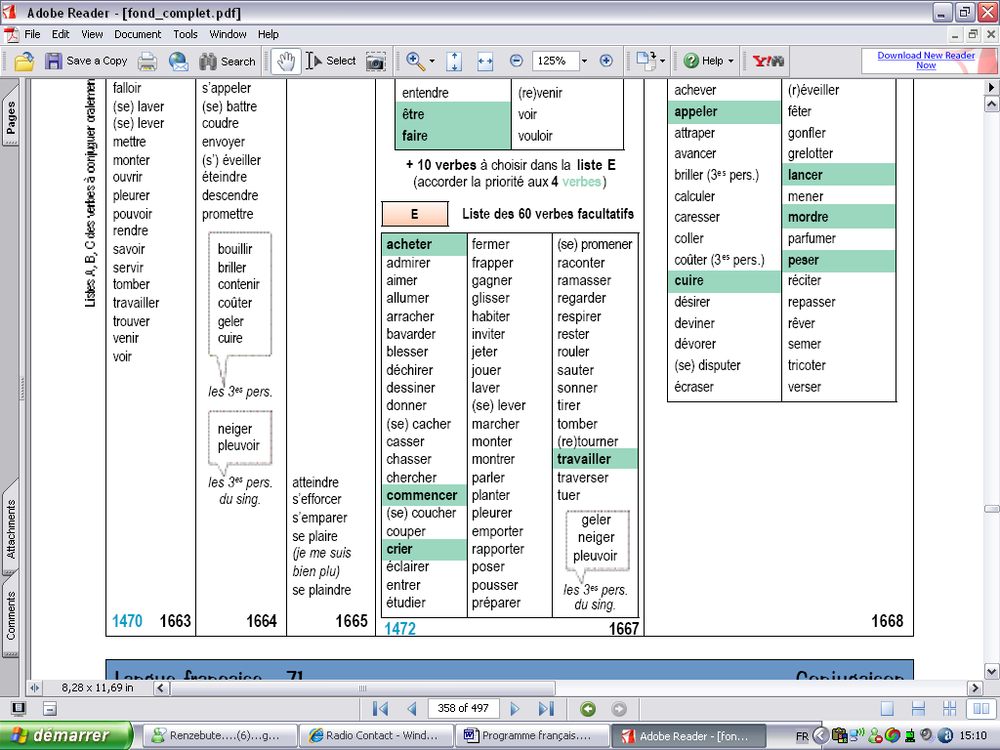 Adobe Reader - [fond_complet.pdf]
File Edit View Document Tools Window Help
Save a Copy
Search
Select
125%
Help
Y!
Download New Reader Now
Pages
Attachments
Comments
Listes A, B, C des verbes à conjuguer oralemen
falloir
(se) laver
(se) lever
mettre
monter
ouvrir
pleurer
pouvoir
rendre
savoir
servir
tomber
travailler
trouver
venir
voir
1470 1663
s'appeler
(se) battre
coudre
envoyer
(s') éveiller
éteindre
descendre
promettre
bouillir
briller
contenir
coûter
geler
cuire
les 3es pers.
neiger
pleuvoir
les 3es pers.
du sing.
1664
atteindre
s'efforcer
s'emparer
se plaire
(je me suis
bien plu)
se plaindre
1665
entendre
être
faire
(re)venir
voir
vouloir
+ 10 verbes à choisir dans la liste E
(accorder la priorité aux 4 verbes)
E Liste des 60 verbes facultatifs
acheter
admirer
aimer
allumer
arracher
bavarder
blesser
déchirer
dessiner
donner
(se) cacher
casser
chasser
chercher
commencer
(se) coucher
couper
crier
éclairer
entrer
étudier
fermer
frapper
gagner
glisser
habiter
inviter
jeter
jouer
laver
(se) lever
marcher
monter
montrer
parler
planter
pleurer
emporter
rapporter
poser
pousser
préparer
(se) promener
raconter
ramasser
regarder
respirer
rester
rouler
sauter
sonner
tirer
tomber
(re)tourner
travailler
traverser
tuer
geler
neiger
pleuvoir
les 3es pers.
du sing.
1472 1667
achever
appeler
attraper
avancer
briller (3es pers.)
calculer
caresser
coller
coûter (3es pers.)
cuire
désirer
deviner
dévorer
(se) disputer
écraser
(r)éveiller
fêter
gonfler
grelotter
lancer
mener
mordre
parfumer
peser
réciter
repasser
rêver
semer
tricoter
verser
1668
Langue française 71 Conjugaison
8,28 x 11,69 in
358 of 497
démarrer
Renzebute....(6)...g...
Radio Contact - Wind...
Programme français....
Adobe Reader - [fon...
FR
15:10